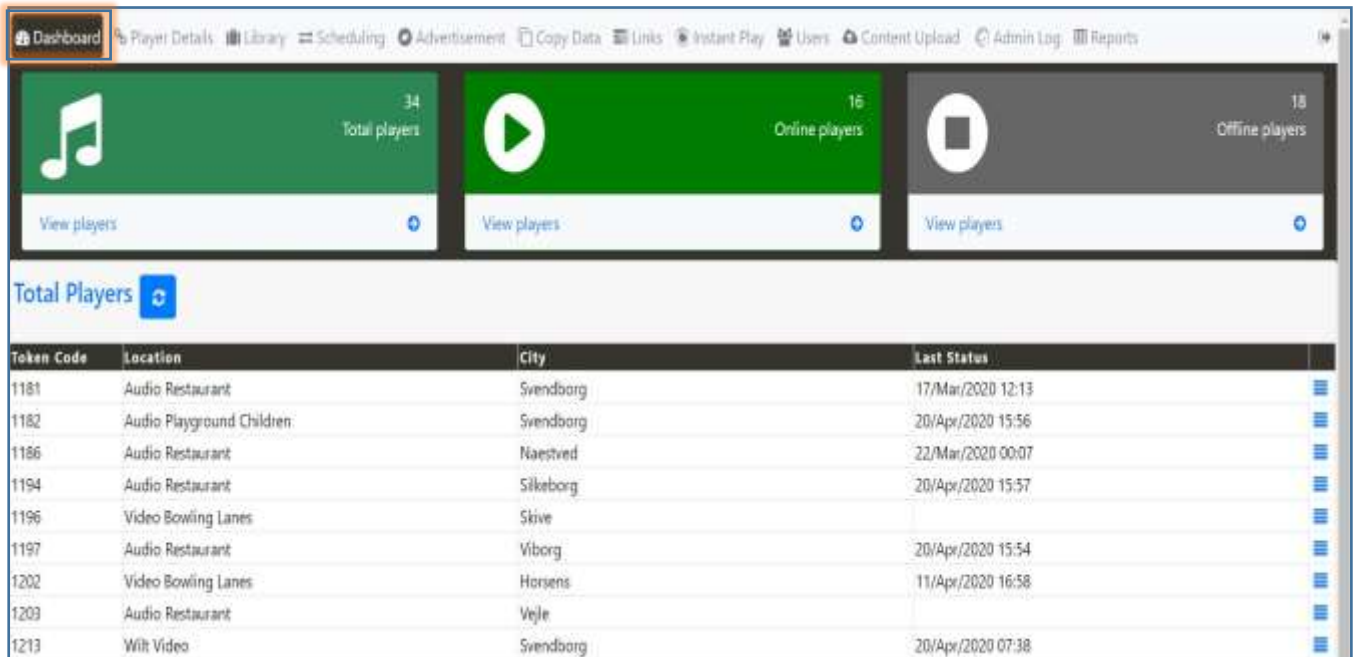 Dashboard Player Details Library Scheduling Advertisement Copy Data Links Instant Play Users Content Upload Admin Log Reports
34 16 18
Total players Online players Offline players
View players View players View players
Total Players
Token Code Location City Last Status
1181 Audio Restaurant Svendborg 17/Mar/2020 12:13
1182 Audio Playground Children Svendborg 20/Apr/2020 15:56
1186 Audio Restaurant Naestved 22/Mar/2020 00:07
1194 Audio Restaurant Silkeborg 20/Apr/2020 15:57
1196 Video Bowling Lanes Skive
1197 Audio Restaurant Viborg 20/Apr/2020 15:54
1202 Video Bowling Lanes Horsens 11/Apr/2020 16:58
1203 Audio Restaurant Vejle
1213 Wilt Video Svendborg 20/Apr/2020 07:38